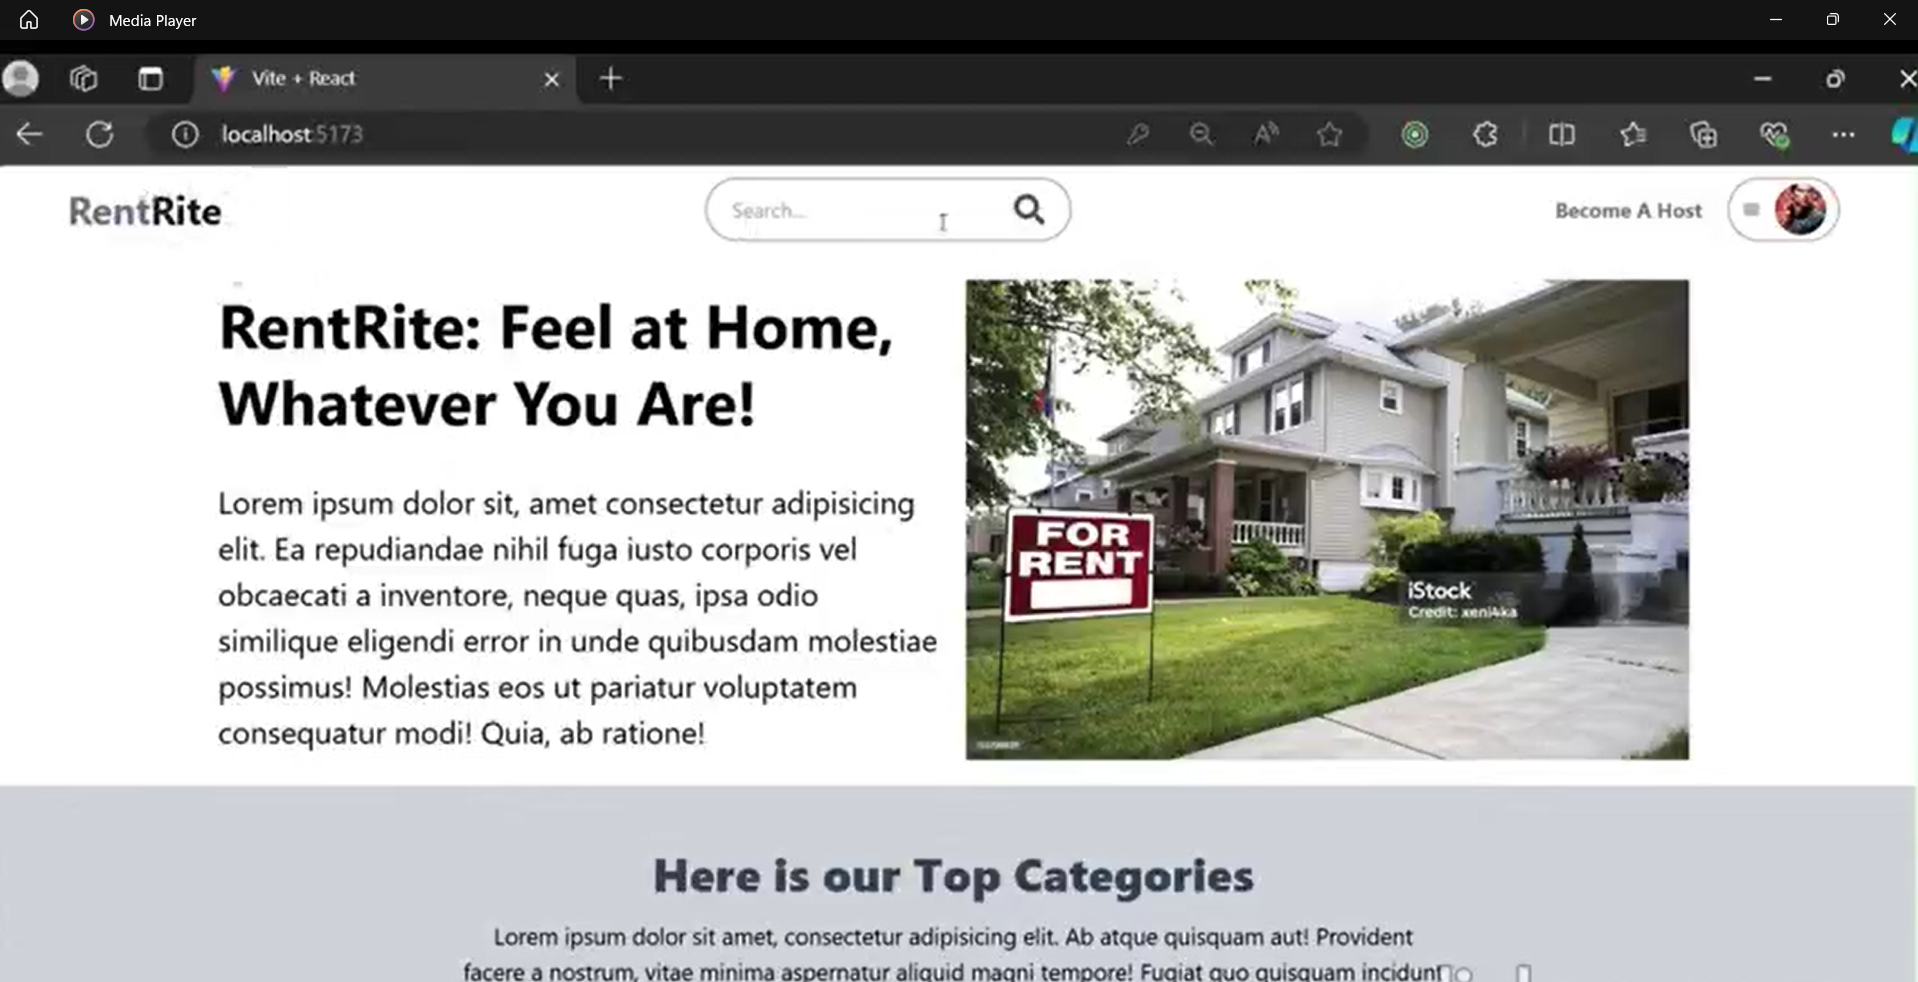 Media Player
Vite + React
localhost:5173
RentRite
Search...
Become A Host
RentRite: Feel at Home,
Whatever You Are!
Lorem ipsum dolor sit, amet consectetur adipisicing
elit. Ea repudiandae nihil fuga iusto corporis vel
obcaecati a inventore, neque quas, ipsa odio
similique eligendi error in unde quibusdam molestiae
possimus! Molestias eos ut pariatur voluptatem
consequatur modi! Quia, ab ratione!
FOR
RENT
iStock
Credit: xeni4ka
Here is our Top Categories
Lorem ipsum dolor sit amet, consectetur adipisicing elit. Ab atque quisquam aut! Provident
facere a nostrum, vitae minima aspernatur aliquid magni tempore! Fugiat quo quisquam incidunt